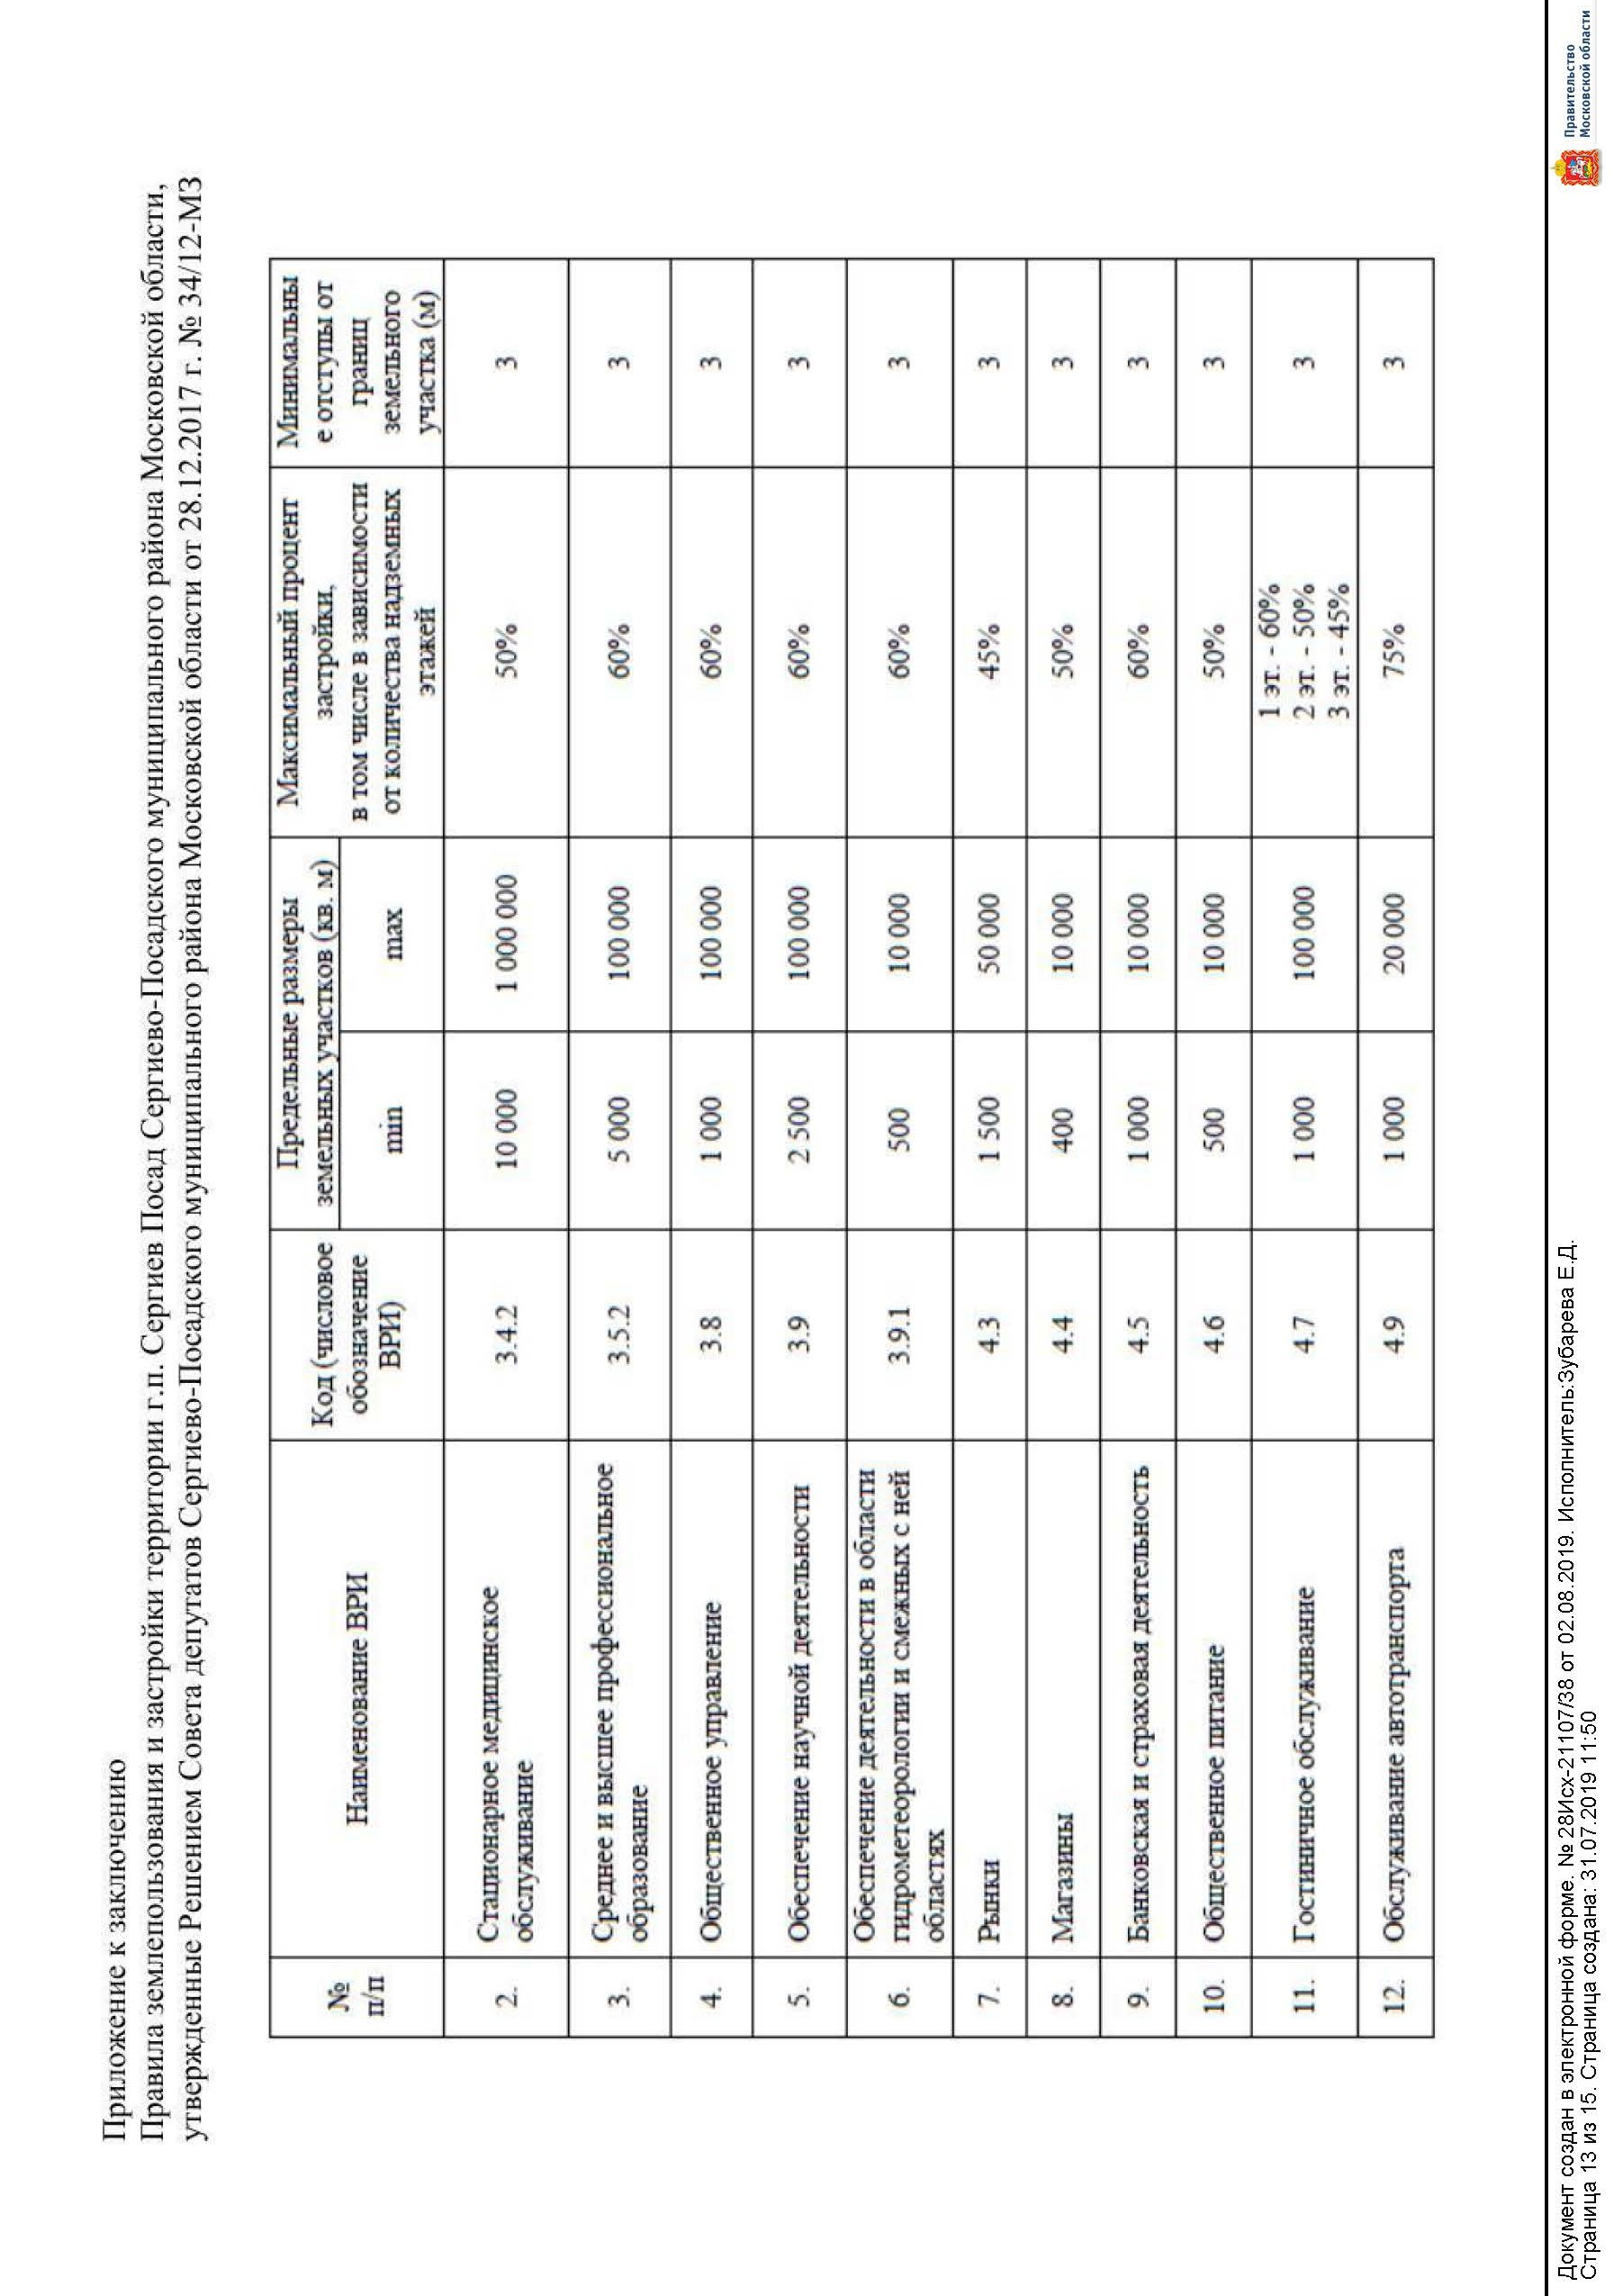 Приложение к заключению
Правила землепользования и застройки территории г.п. Сергиев Посад Сергиево-Посадского муниципального района Московской области,
утвержденные Решением Совета депутатов Сергиево-Посадского муниципального района Московской области от 28.12.2017 г. № 34/12-МЗ
№
п/п
Наименование ВРИ
Код (числовое
обозначение
ВРИ)
Предельные размеры
земельных участков (кв. м)
min
max
Максимальный процент
застройки,
в том числе в зависимости
от количества надземных
этажей
Минимальны
е отступы от
границ
земельного
участка (м)
2.
Стационарное медицинское
обслуживание
3.4.2
10 000
1 000 000
50%
3
3.
Среднее и высшее профессиональное
образование
3.5.2
5 000
100 000
60%
3
4.
Общественное управление
3.8
1 000
100 000
60%
3
5.
Обеспечение научной деятельности
3.9
2 500
100 000
60%
3
6.
Обеспечение деятельности в области
гидрометеорологии и смежных с ней
областях
3.9.1
500
10 000
60%
3
7.
Рынки
4.3
1 500
50 000
45%
3
8.
Магазины
4.4
400
10 000
50%
3
9.
Банковская и страховая деятельность
4.5
1 000
10 000
60%
3
10.
Общественное питание
4.6
500
10 000
50%
3
11.
Гостиничное обслуживание
4.7
1 000
100 000
1 эт. - 60%
2 эт. - 50%
3 эт. - 45%
3
12.
Обслуживание автотранспорта
4.9
1 000
20 000
75%
3
Документ создан в электронной форме. № 28Исх-21107/38 от 02.08.2019. Исполнитель:Зубарева Е.Д.
Страница 13 из 15. Страница создана: 31.07.2019 11:50
Правительство
Московской области